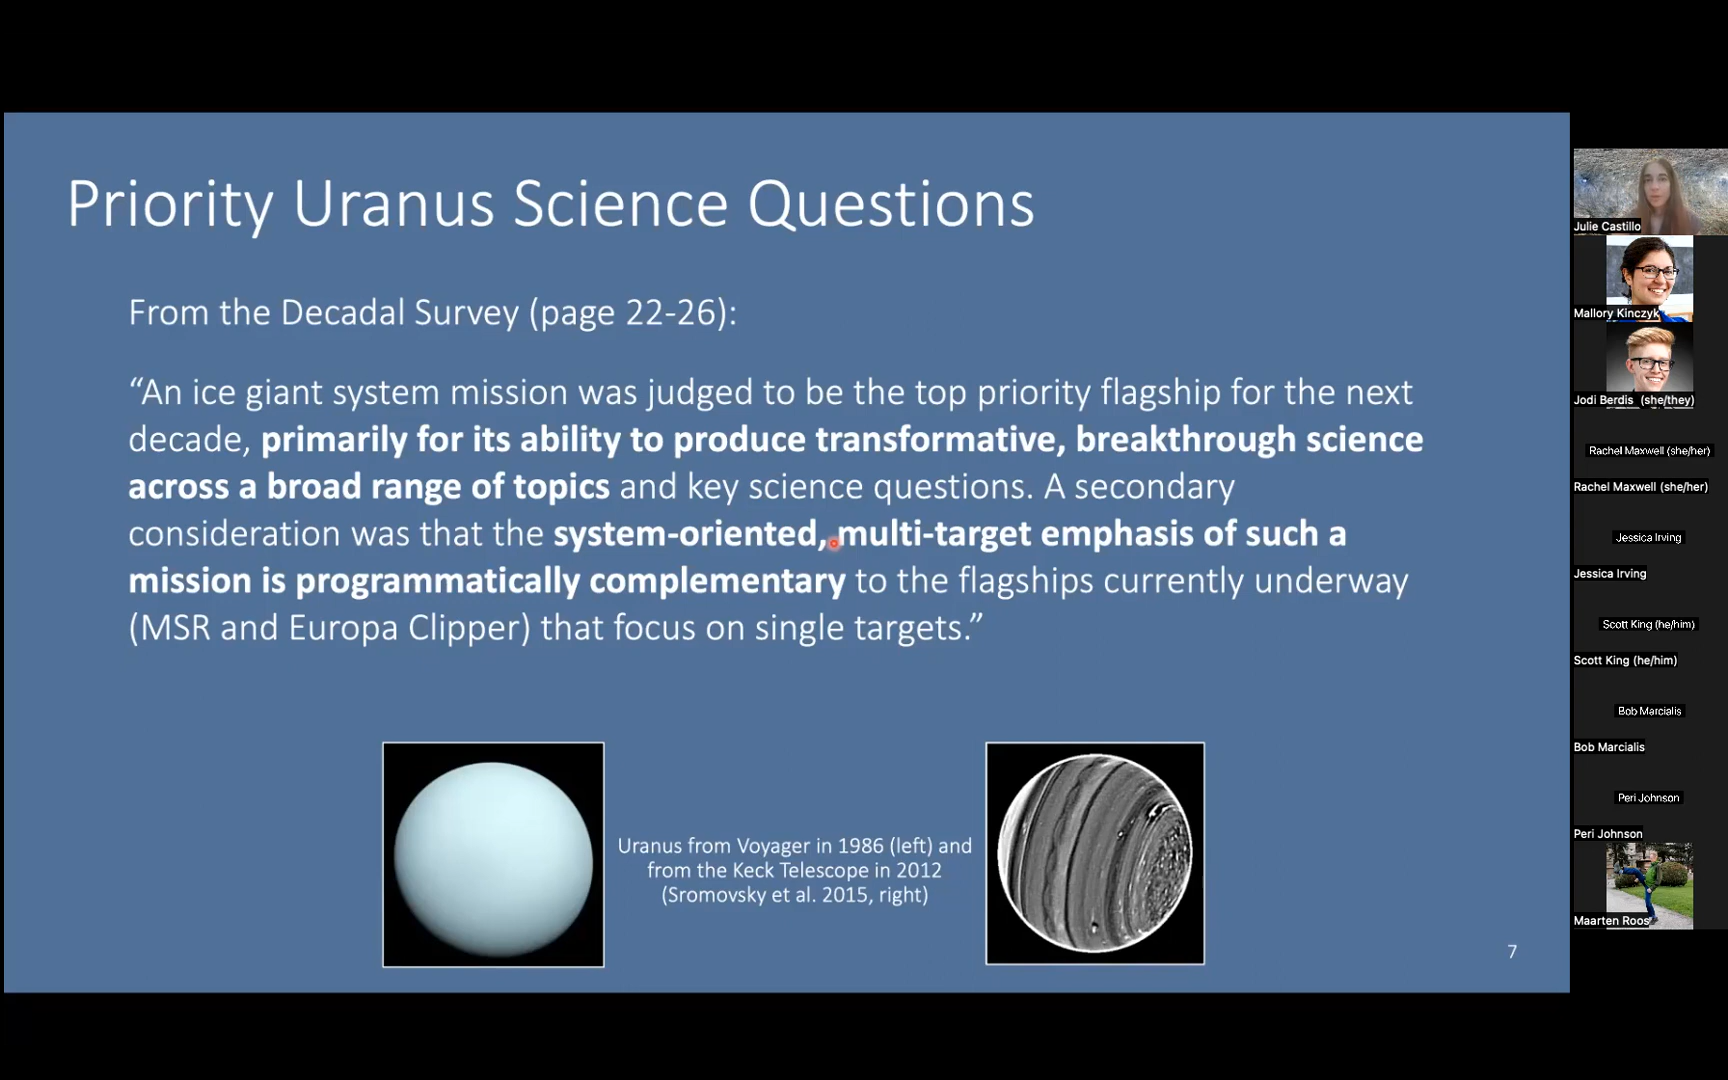 Priority Uranus Science Questions
From the Decadal Survey (page 22-26):
“An ice giant system mission was judged to be the top priority flagship for the next
decade, primarily for its ability to produce transformative, breakthrough science
across a broad range of topics and key science questions. A secondary
consideration was that the system-oriented, multi-target emphasis of such a
mission is programmatically complementary to the flagships currently underway
(MSR and Europa Clipper) that focus on single targets.”
Uranus from Voyager in 1986 (left) and
from the Keck Telescope in 2012
(Sromovsky et al. 2015, right)
7
Julie Castillo
Mallory Kinczyk
Jodi Berdis (she/they)
Rachel Maxwell (she/her)
Rachel Maxwell (she/her)
Jessica Irving
Jessica Irving
Scott King (he/him)
Scott King (he/him)
Bob Marcialis
Bob Marcialis
Peri Johnson
Peri Johnson
Maarten Roos